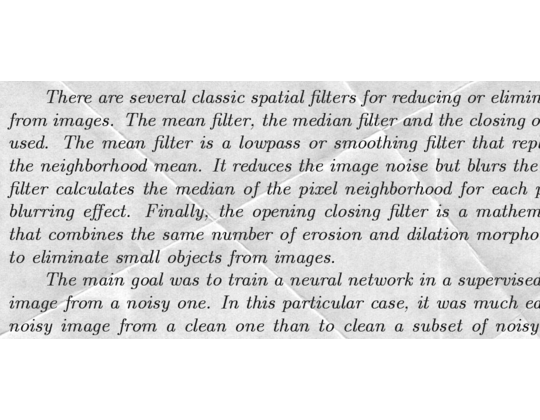 There are several classic spatial filters for reducing or elimin
from images. The mean filter, the median filter and the closing o
used. The mean filter is a lowpass or smoothing filter that repl
the neighborhood mean. It reduces the image noise but blurs the
filter calculates the median of the pixel neighborhood for each p
blurring effect. Finally, the opening closing filter is a mathem
that combines the same number of erosion and dilation morpho
to eliminate small objects from images.
The main goal was to train a neural network in a supervised
image from a noisy one. In this particular case, it was much ea
noisy image from a clean one than to clean a subset of noisy